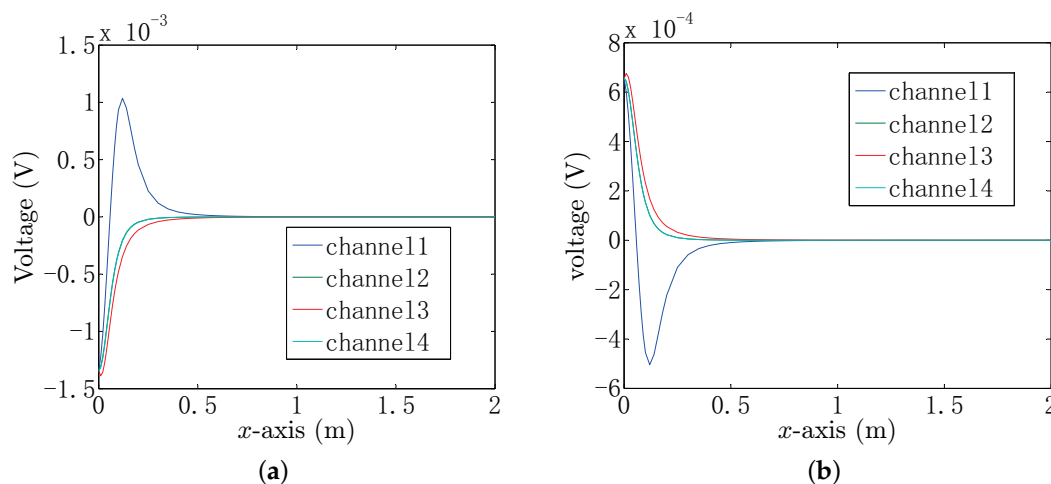 x 10⁻³
1.5
1
0.5
0
−0.5
−1
−1.5
Voltage (V)
channel1
channel2
channel3
channel4
0 0.5 1 1.5 2
x-axis (m)
(a)
x 10⁻⁴
8
6
4
2
0
−2
−4
−6
voltage (V)
channel1
channel2
channel3
channel4
0 0.5 1 1.5 2
x-axis (m)
(b)